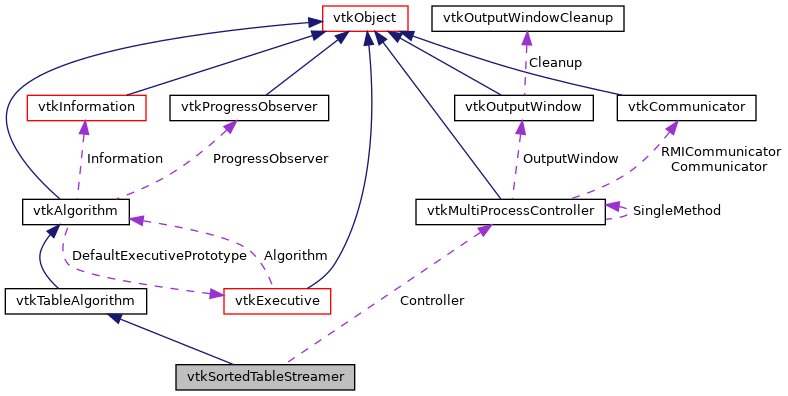 vtkObject
vtkOutputWindowCleanup
Cleanup
vtkInformation
vtkProgressObserver
vtkOutputWindow
vtkCommunicator
Information
ProgressObserver
OutputWindow
RMICommunicator
Communicator
vtkAlgorithm
vtkMultiProcessController
SingleMethod
DefaultExecutivePrototype
Algorithm
vtkTableAlgorithm
vtkExecutive
Controller
vtkSortedTableStreamer